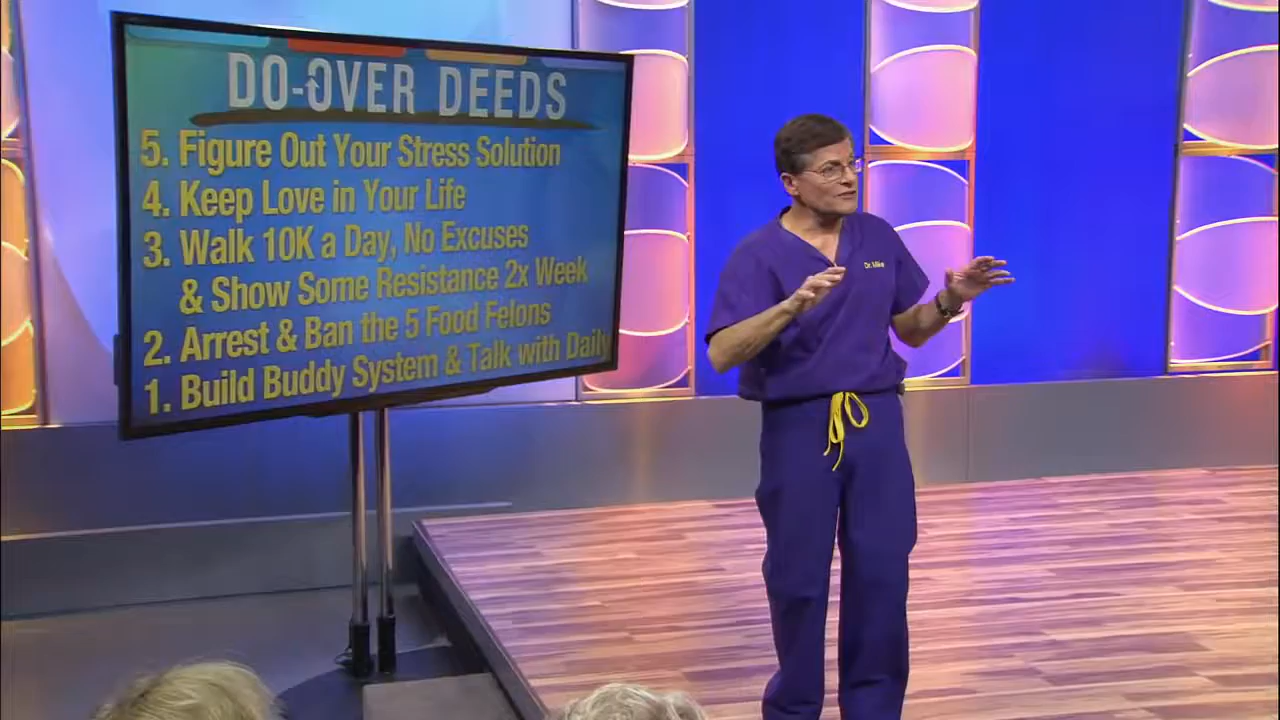 DO-OVER DEEDS
5. Figure Out Your Stress Solution
4. Keep Love in Your Life
3. Walk 10K a Day, No Excuses
& Show Some Resistance 2x Week
2. Arrest & Ban the 5 Food Felons
1. Build Buddy System & Talk with Daily
Dr. Mike